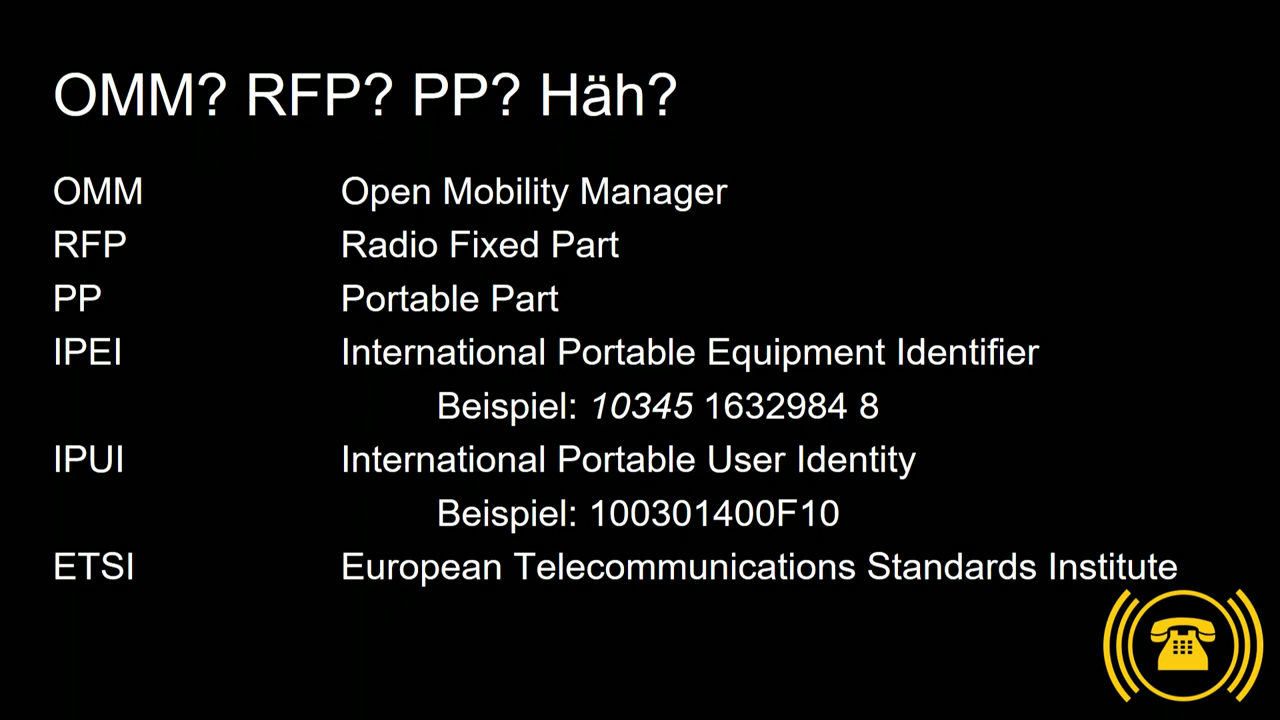 OMM? RFP? PP? Häh?
OMM Open Mobility Manager
RFP Radio Fixed Part
PP Portable Part
IPEI International Portable Equipment Identifier
Beispiel: 10345 1632984 8
IPUI International Portable User Identity
Beispiel: 100301400F10
ETSI European Telecommunications Standards Institute